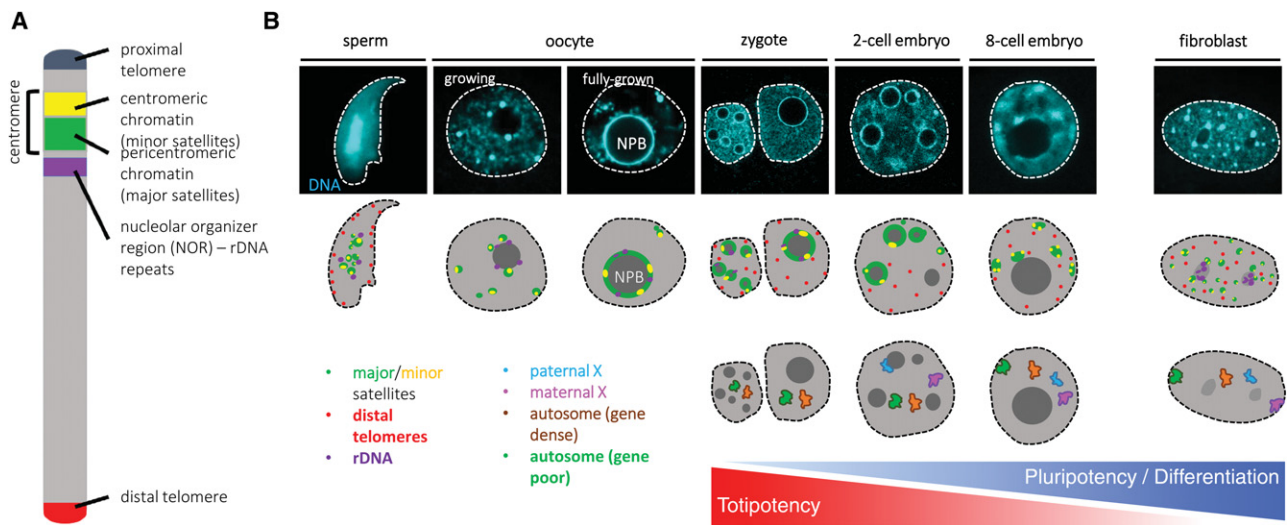 A
proximal
telomere
centromere
centromeric
chromatin
(minor satellites)
pericentromeric
chromatin
(major satellites)
nucleolar organizer
region (NOR) – rDNA
repeats
distal telomere
B
sperm
oocyte
zygote
2-cell embryo
8-cell embryo
fibroblast
growing
fully-grown
NPB
DNA
NPB
• major/minor
satellites
• distal
telomeres
• rDNA
• paternal X
• maternal X
• autosome (gene
dense)
• autosome (gene
poor)
Pluripotency / Differentiation
Totipotency